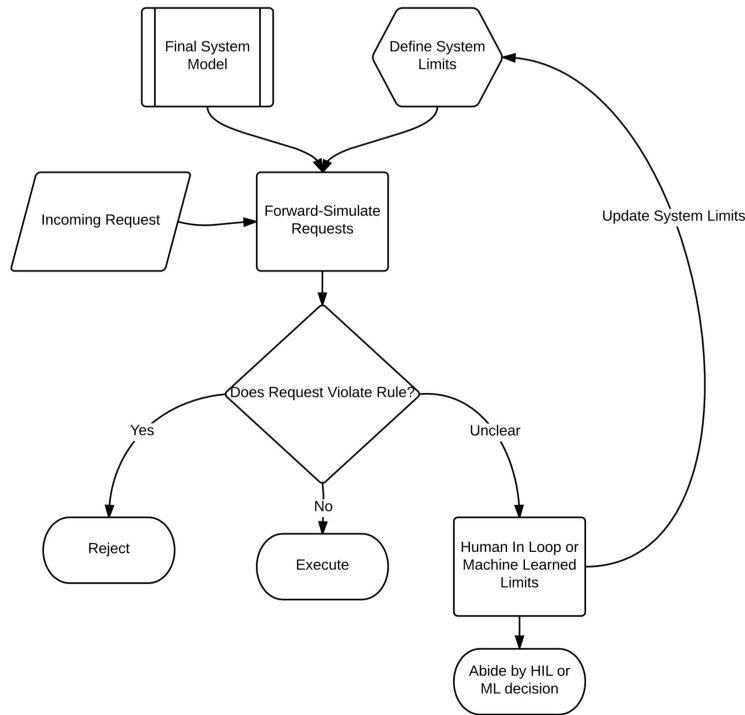 Final System
Model
Define System
Limits
Incoming Request
Forward-Simulate
Requests
Update System Limits
Does Request Violate Rule?
Yes
Unclear
No
Reject
Execute
Human In Loop or
Machine Learned
Limits
Abide by HIL or
ML decision